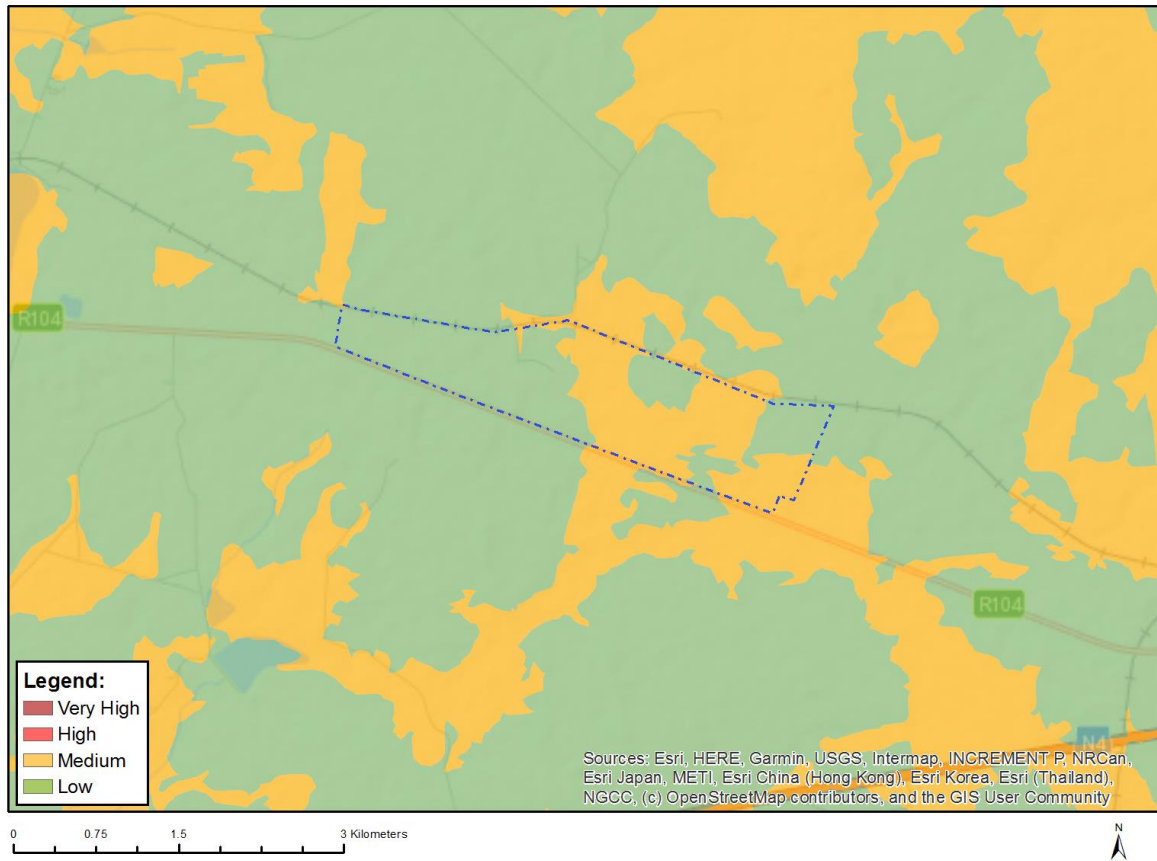 R104
R104
N4
Legend:
Very High
High
Medium
Low
Sources: Esri, HERE, Garmin, USGS, Intermap, INCREMENT P, NRCan,
Esri Japan, METI, Esri China (Hong Kong), Esri Korea, Esri (Thailand),
NGCC, (c) OpenStreetMap contributors, and the GIS User Community
0 0.75 1.5 3 Kilometers
N